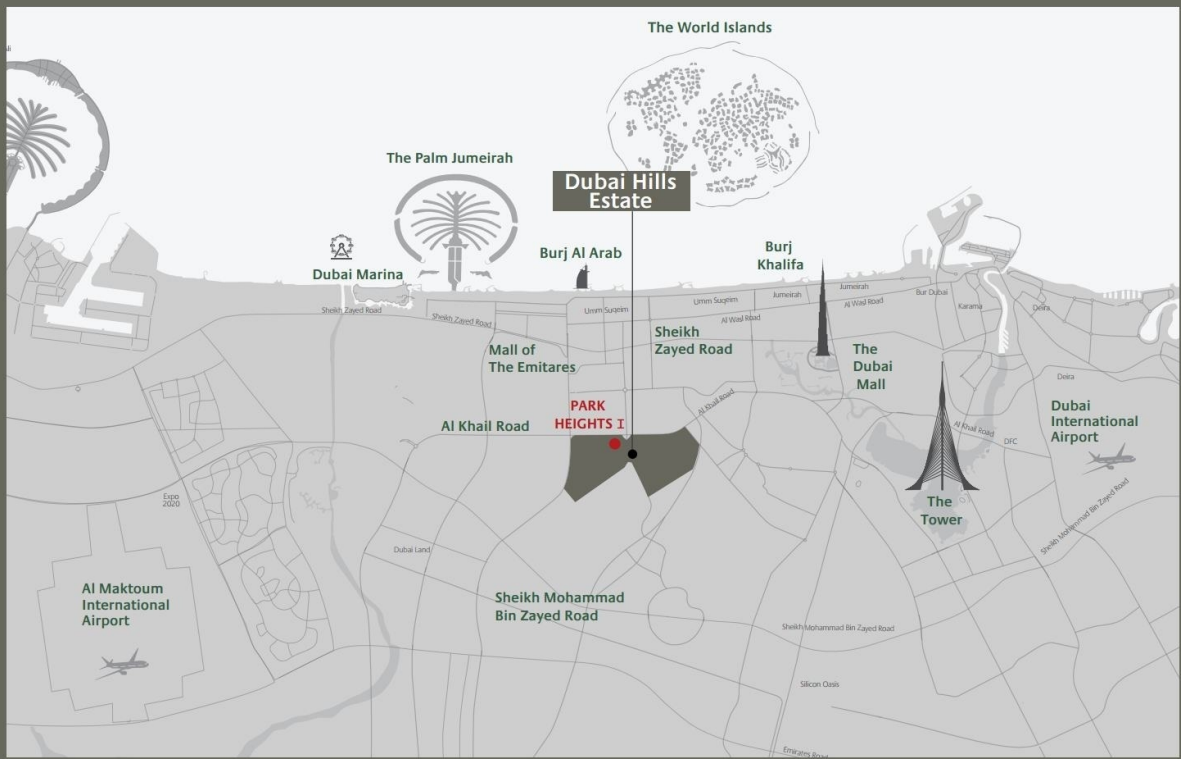 The World Islands
The Palm Jumeirah
Dubai Hills
Estate
Burj Al Arab
Burj
Khalifa
Dubai Marina
Jumeirah
Jumeirah
Bur Dubai
Umm Suqeim
Umm Suqeim
Al Wasl Road
Al Wasl Road
Karama
Deira
Sheikh Zayed Road
Sheikh Zayed Road
Sheikh
Zayed Road
Mall of
The Emitares
The
Dubai
Mall
Deira
PARK
HEIGHTS I
Al Khail Road
Al Khail Road
Al Khail Road
DFC
Dubai
International
Airport
Expo
2020
The
Tower
Sheikh Mohammad Bin Zayed Road
Dubai Land
Al Maktoum
International
Airport
Sheikh Mohammad
Bin Zayed Road
Sheikh Mohammad Bin Zayed Road
Silicon Oasis
Emirates Road